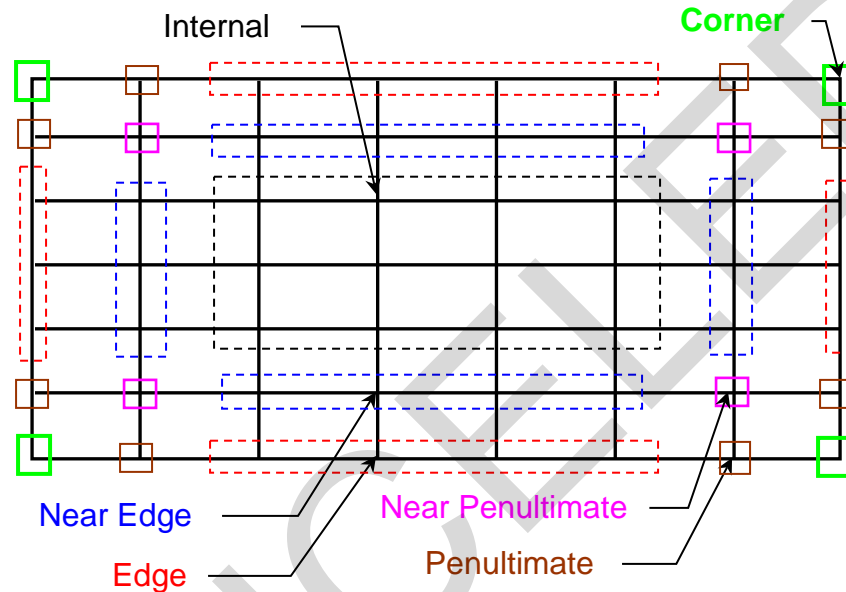 Internal
Corner
Near Edge
Near Penultimate
Edge
Penultimate